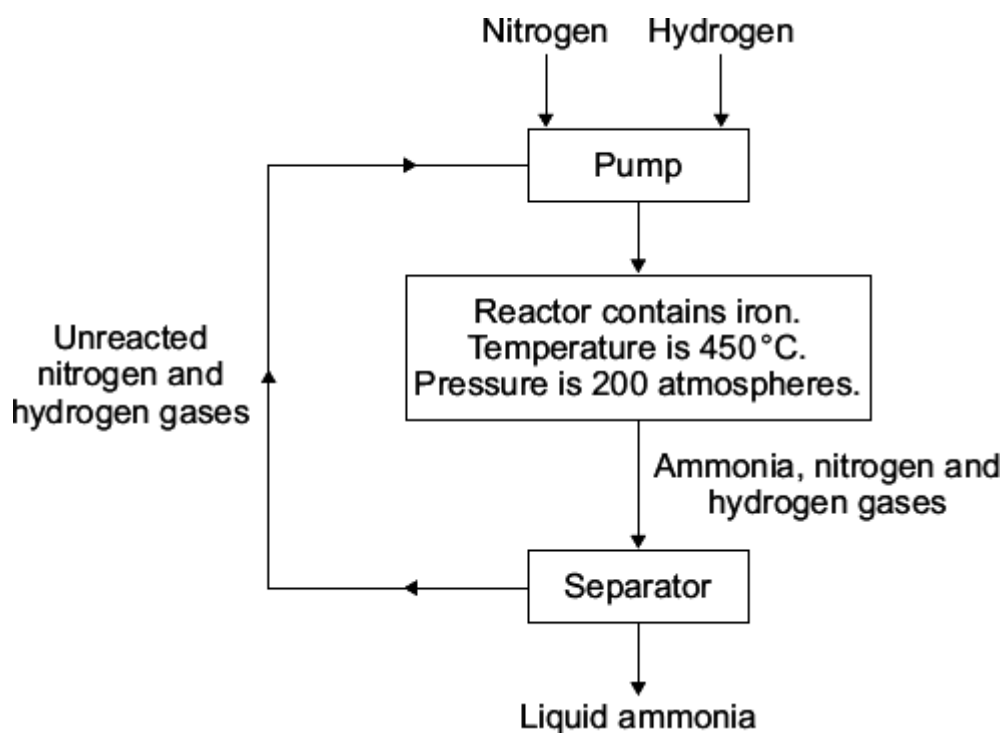 Nitrogen Hydrogen
Pump
Reactor contains iron.
Temperature is 450°C.
Pressure is 200 atmospheres.
Unreacted
nitrogen and
hydrogen gases
Ammonia, nitrogen and
hydrogen gases
Separator
Liquid ammonia